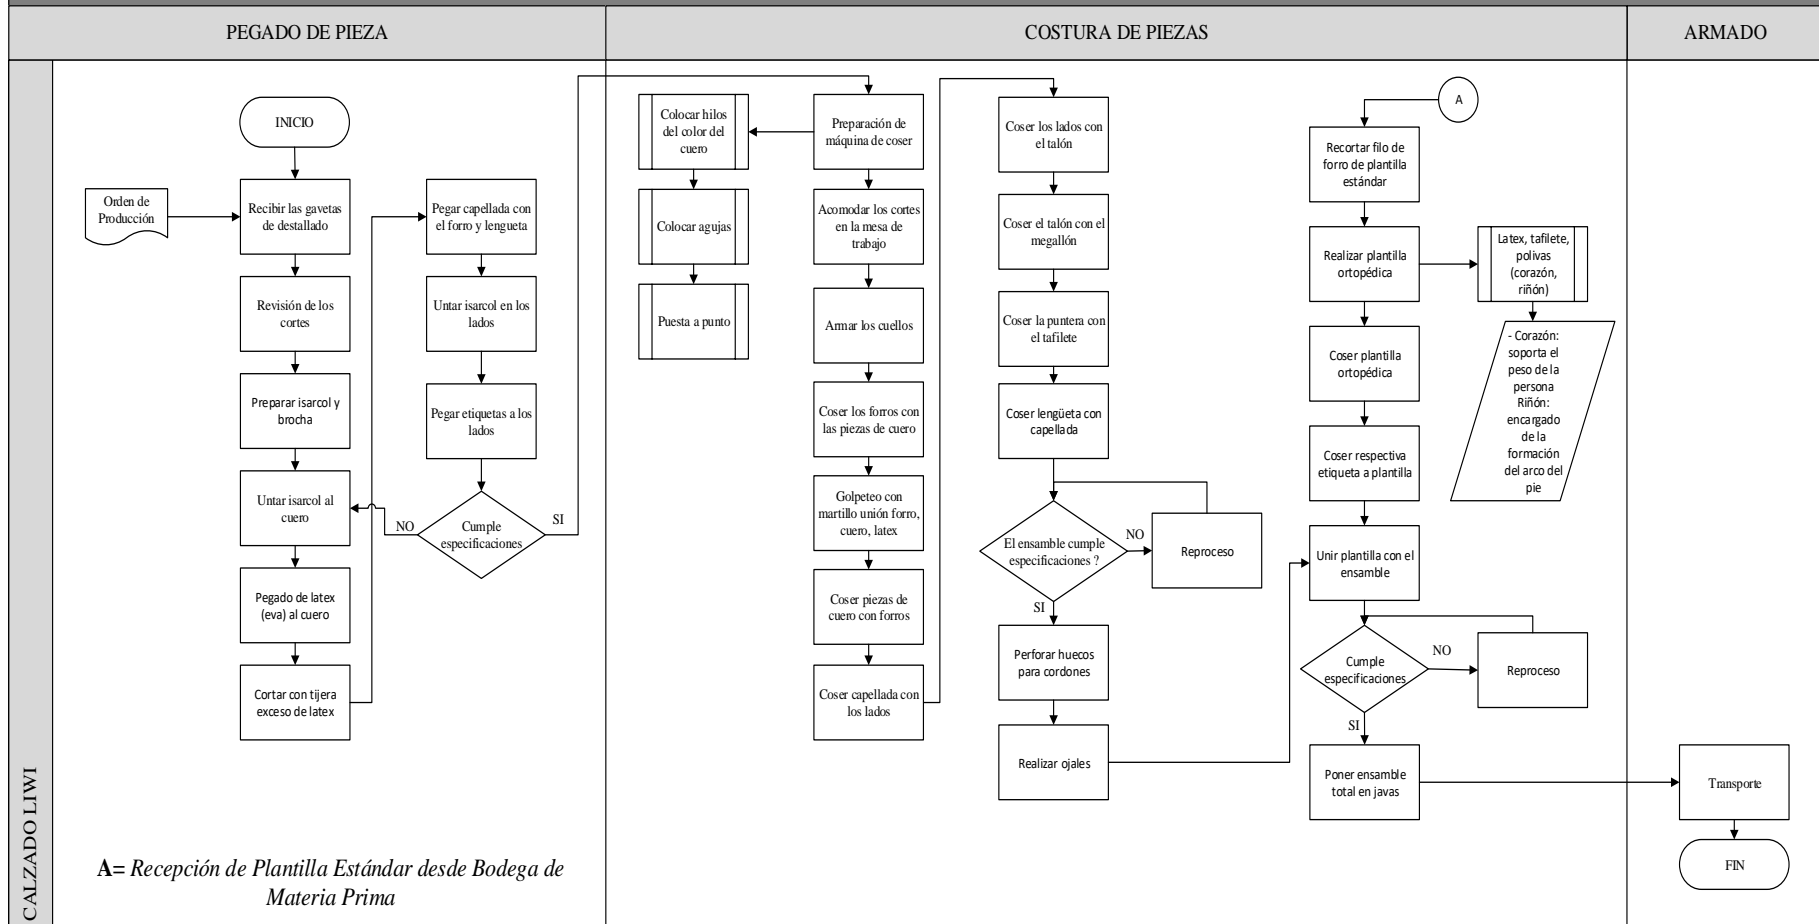 PEGADO DE PIEZA
COSTURA DE PIEZAS
ARMADO
CALZADO LIWI
INICIO
Orden de
Producción
Recibir las gavetas
de destallado
Revisión de los
cortes
Preparar isarcol y
brocha
Untar isarcol al
cuero
Pegado de latex
(eva) al cuero
Cortar con tijera
exceso de latex
Pegar capellada con
el forro y lengueta
Untar isarcol en los
lados
Pegar etiquetas a los
lados
Cumple
especificaciones
NO
SI
A= Recepción de Plantilla Estándar desde Bodega de
Materia Prima
Colocar hilos
del color del
cuero
Colocar agujas
Puesta a punto
Preparación de
máquina de coser
Acomodar los cortes
en la mesa de
trabajo
Armar los cuellos
Coser los forros con
las piezas de cuero
Golpeteo con
martillo unión forro,
cuero, latex
Coser piezas de
cuero con forros
Coser capellada con
los lados
Coser los lados con
el talón
Coser el talón con el
megallón
Coser la puntera con
el tafilete
Coser lengüeta con
capellada
El ensamble cumple
especificaciones ?
NO
Reproceso
SI
Perforar huecos
para cordones
Realizar ojales
A
Recortar filo de
forro de plantilla
estándar
Realizar plantilla
ortopédica
Latex, tafilete,
polivas
(corazón,
riñón)
- Corazón:
soporta el
peso de la
persona
Riñón:
encargado
de la
formación
del arco del
pie
Coser plantilla
ortopédica
Coser respectiva
etiqueta a plantilla
Unir plantilla con el
ensamble
Cumple
especificaciones
NO
Reproceso
SI
Poner ensamble
total en javas
Transporte
FIN